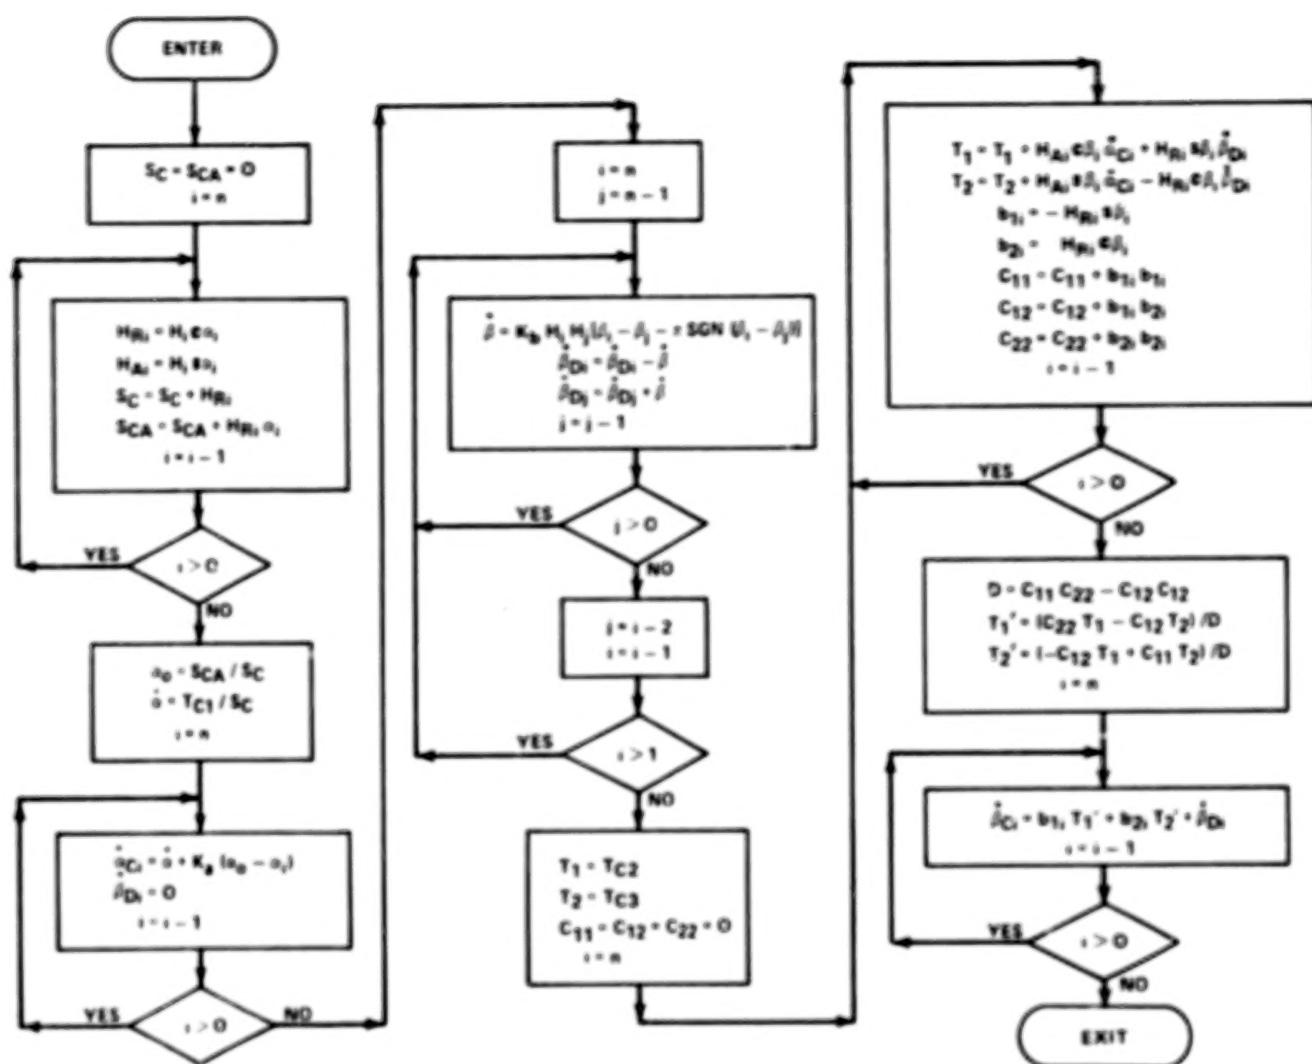 ENTER
S_C = S_CA = 0
i = n
H_Ri = H_i cα_i
H_Ai = H_i sα_i
S_C = S_C + H_Ri
S_CA = S_CA + H_Ri α_i
i = i − 1
i > 0
YES
NO
α_o = S_CA / S_C
α̇ = T_C1 / S_C
i = n
α̇_Ci = α̇ + K_a (α_o − α_i)
β̇_Di = 0
i = i − 1
i > 0
YES
NO
i = n
j = n − 1
β̇ = K_b H_i H_j (β_i − β_j − π SGN (β_i − β_j))
β̇_Di = β̇_Di − β̇
β̇_Dj = β̇_Dj + β̇
j = j − 1
j > 0
YES
NO
j = i − 2
i = i − 1
i > 1
YES
NO
T_1 = T_C2
T_2 = T_C3
C_11 = C_12 = C_22 = 0
i = n
T_1 = T_1 + H_Ai cβ_i α̇_Ci + H_Ri sβ_i β̇_Di
T_2 = T_2 + H_Ai sβ_i α̇_Ci − H_Ri cβ_i β̇_Di
b_1i = − H_Ri sβ_i
b_2i = H_Ri cβ_i
C_11 = C_11 + b_1i b_1i
C_12 = C_12 + b_1i b_2i
C_22 = C_22 + b_2i b_2i
i = i − 1
i > 0
YES
NO
D = C_11 C_22 − C_12 C_12
T_1' = (C_22 T_1 − C_12 T_2) / D
T_2' = (−C_12 T_1 + C_11 T_2) / D
i = n
β̇_Ci = b_1i T_1' + b_2i T_2' + β̇_Di
i = i − 1
i > 0
YES
NO
EXIT